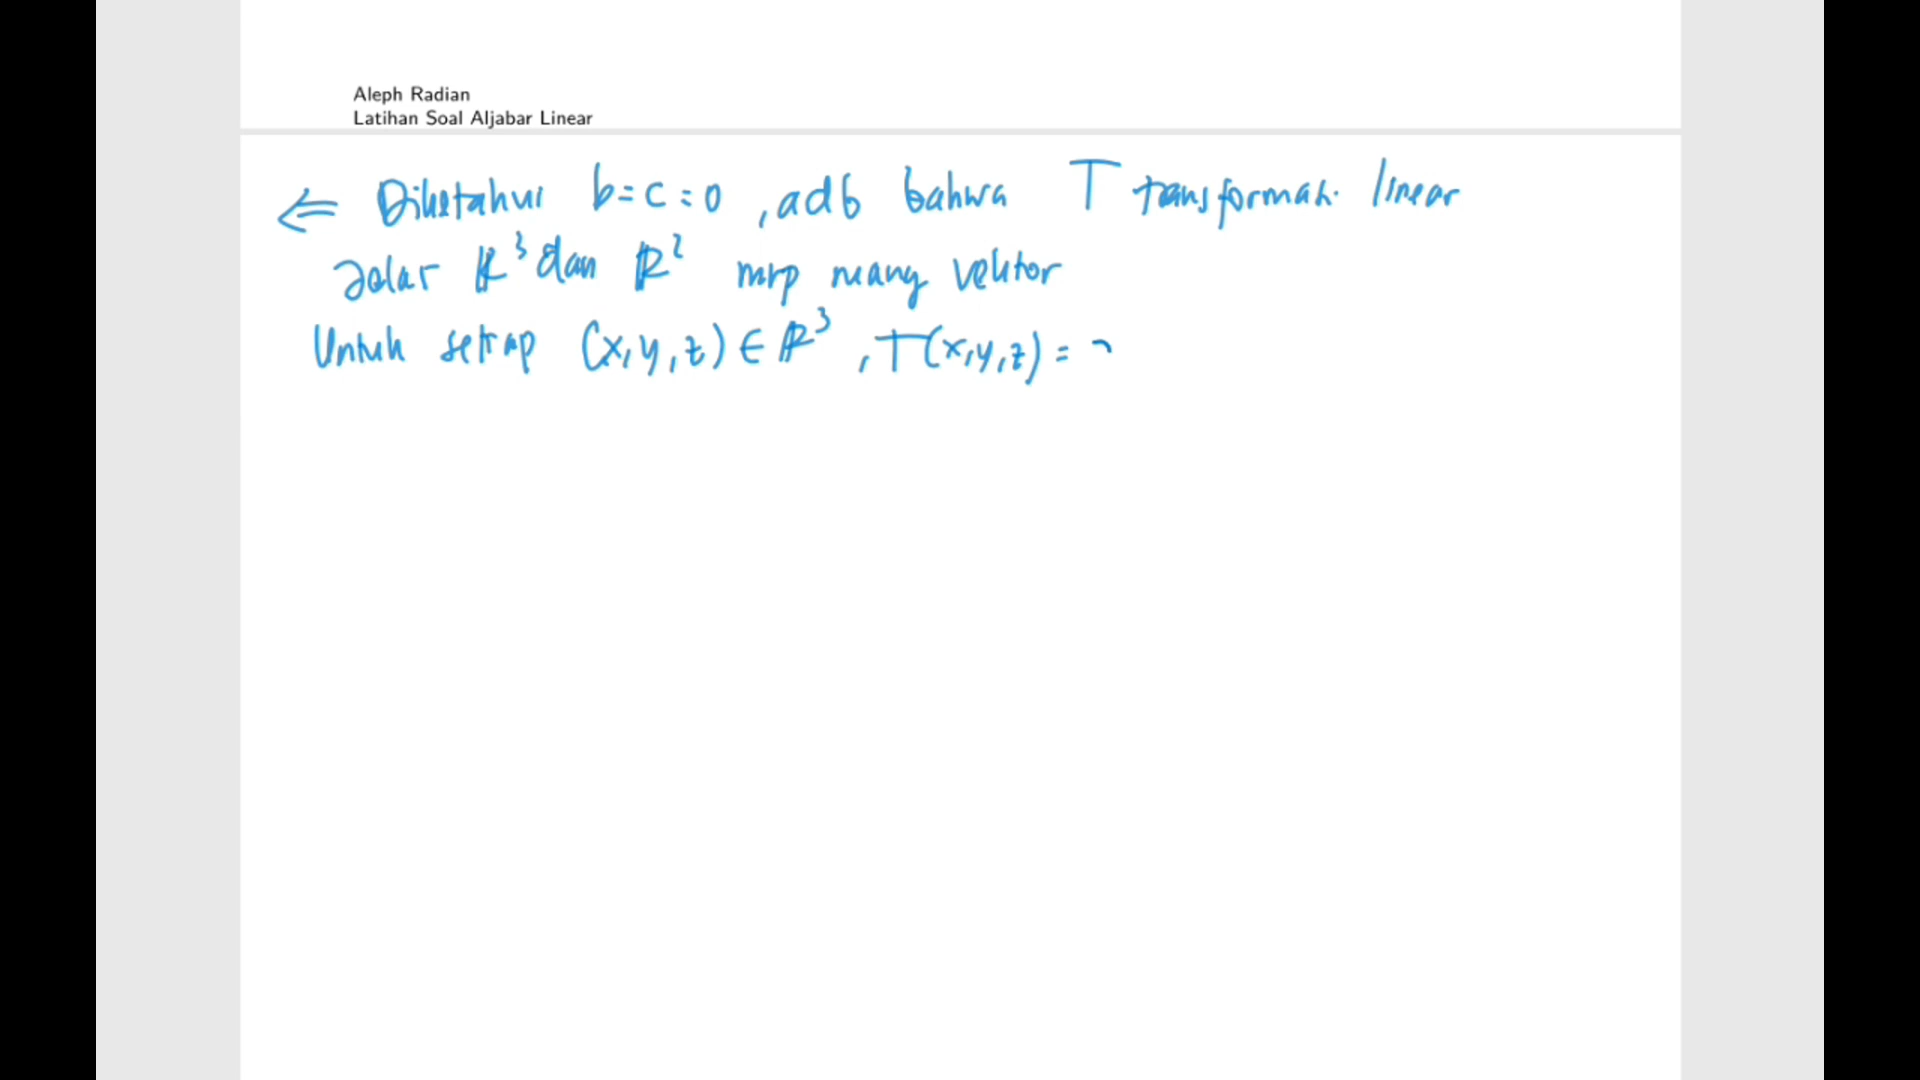 Aleph Radian
Latihan Soal Aljabar Linear
⇐ Diketahui b=c=0, adb bahwa T transformasi linear
Jelas R³ dan R² mrp ruang vektor
Untuk setiap (x,y,z) ∈ R³, T(x,y,z) =